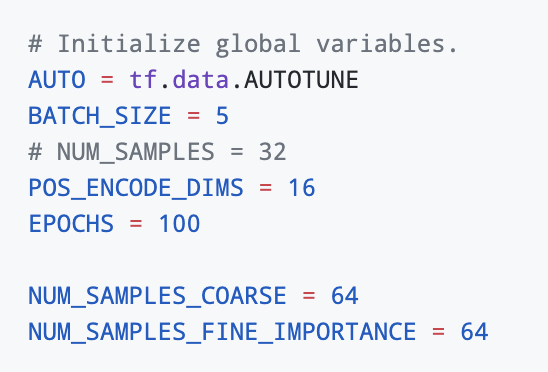 # Initialize global variables.
AUTO = tf.data.AUTOTUNE
BATCH_SIZE = 5
# NUM_SAMPLES = 32
POS_ENCODE_DIMS = 16
EPOCHS = 100
NUM_SAMPLES_COARSE = 64
NUM_SAMPLES_FINE_IMPORTANCE = 64